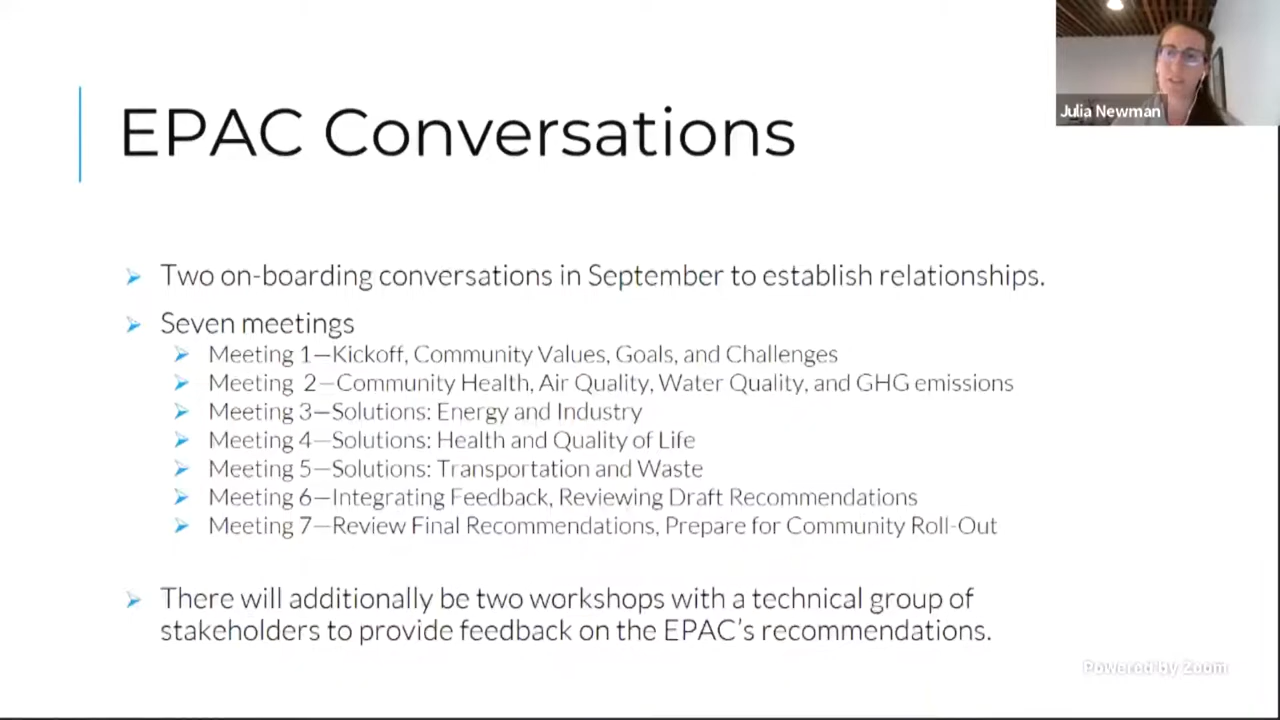 EPAC Conversations
Julia Newman
Two on-boarding conversations in September to establish relationships.
Seven meetings
Meeting 1—Kickoff, Community Values, Goals, and Challenges
Meeting 2—Community Health, Air Quality, Water Quality, and GHG emissions
Meeting 3—Solutions: Energy and Industry
Meeting 4—Solutions: Health and Quality of Life
Meeting 5—Solutions: Transportation and Waste
Meeting 6—Integrating Feedback, Reviewing Draft Recommendations
Meeting 7—Review Final Recommendations, Prepare for Community Roll-Out
There will additionally be two workshops with a technical group of
stakeholders to provide feedback on the EPAC’s recommendations.
Powered by Zoom